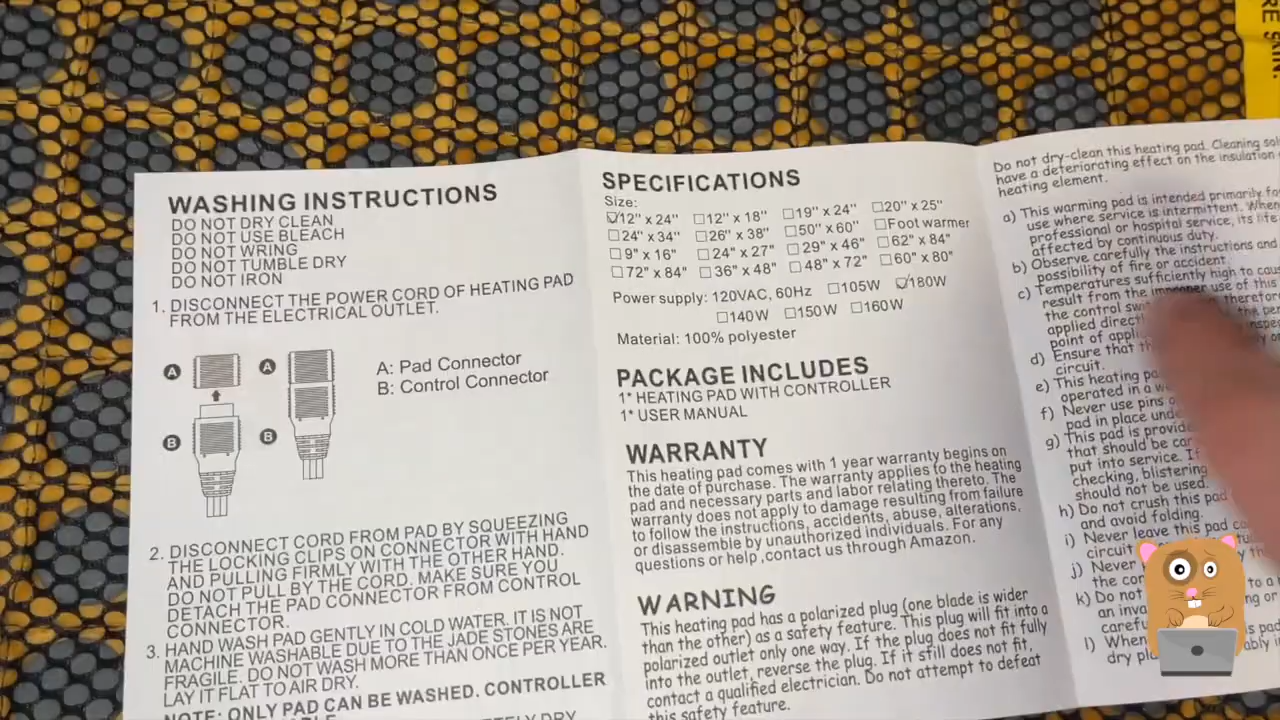 WASHING INSTRUCTIONS
DO NOT DRY CLEAN
DO NOT USE BLEACH
DO NOT WRING
DO NOT TUMBLE DRY
DO NOT IRON
1. DISCONNECT THE POWER CORD OF HEATING PAD
FROM THE ELECTRICAL OUTLET.
A A
A: Pad Connector
B: Control Connector
B B
2. DISCONNECT CORD FROM PAD BY SQUEEZING
THE LOCKING CLIPS ON CONNECTOR WITH HAND
AND PULLING FIRMLY WITH THE OTHER HAND.
DO NOT PULL BY THE CORD. MAKE SURE YOU
DETACH THE PAD CONNECTOR FROM CONTROL
CONNECTOR.
3. HAND WASH PAD GENTLY IN COLD WATER. IT IS NOT
MACHINE WASHABLE DUE TO THE JADE STONES ARE
FRAGILE. DO NOT WASH MORE THAN ONCE PER YEAR.
LAY IT FLAT TO AIR DRY.
NOTE: ONLY PAD CAN BE WASHED. CONTROLLER
SPECIFICATIONS
Size:
☑12" x 24" ☐12" x 18" ☐19" x 24" ☐20" x 25"
☐24" x 34" ☐26" x 38" ☐50" x 60" ☐Foot warmer
☐9" x 16" ☐24" x 27" ☐29" x 46" ☐62" x 84"
☐72" x 84" ☐36" x 48" ☐48" x 72" ☐60" x 80"
Power supply: 120VAC, 60Hz ☐105W ☑180W
☐140W ☐150W ☐160W
Material: 100% polyester
PACKAGE INCLUDES
1* HEATING PAD WITH CONTROLLER
1* USER MANUAL
WARRANTY
This heating pad comes with 1 year warranty begins on
the date of purchase. The warranty applies to the heating
pad and necessary parts and labor relating thereto. The
warranty does not apply to damage resulting from failure
to follow the instructions, accidents, abuse, alterations,
or disassemble by unauthorized individuals. For any
questions or help ,contact us through Amazon.
WARNING
This heating pad has a polarized plug (one blade is wider
than the other) as a safety feature. This plug will fit into a
polarized outlet only one way. If the plug does not fit fully
into the outlet, reverse the plug. If it still does not fit,
contact a qualified electrician. Do not attempt to defeat
this safety feature.
Do not dry-clean this heating pad. Cleaning
have a deteriorating effect on the insulation
heating element.
a) This warming pad is intended primarily
use where service is intermittent.
professional or hospital service, its
affected by continuous duty.
b) Observe carefully the instructions and
possibility of fire or accident.
c) Temperatures sufficiently high to
result from the improper use of this
the control
applied
point of
d) Ensure that
circuit.
e) This heating
operated in a
f) Never use pins
pad in place
g) This pad is
that should be
put into service. If
checking, blistering
should not be used.
h) Do not crush this pad
and avoid folding.
i) Never leave this pad
circuit
j) Never
the
k) Do not
an
l) When
dry
SKIN.